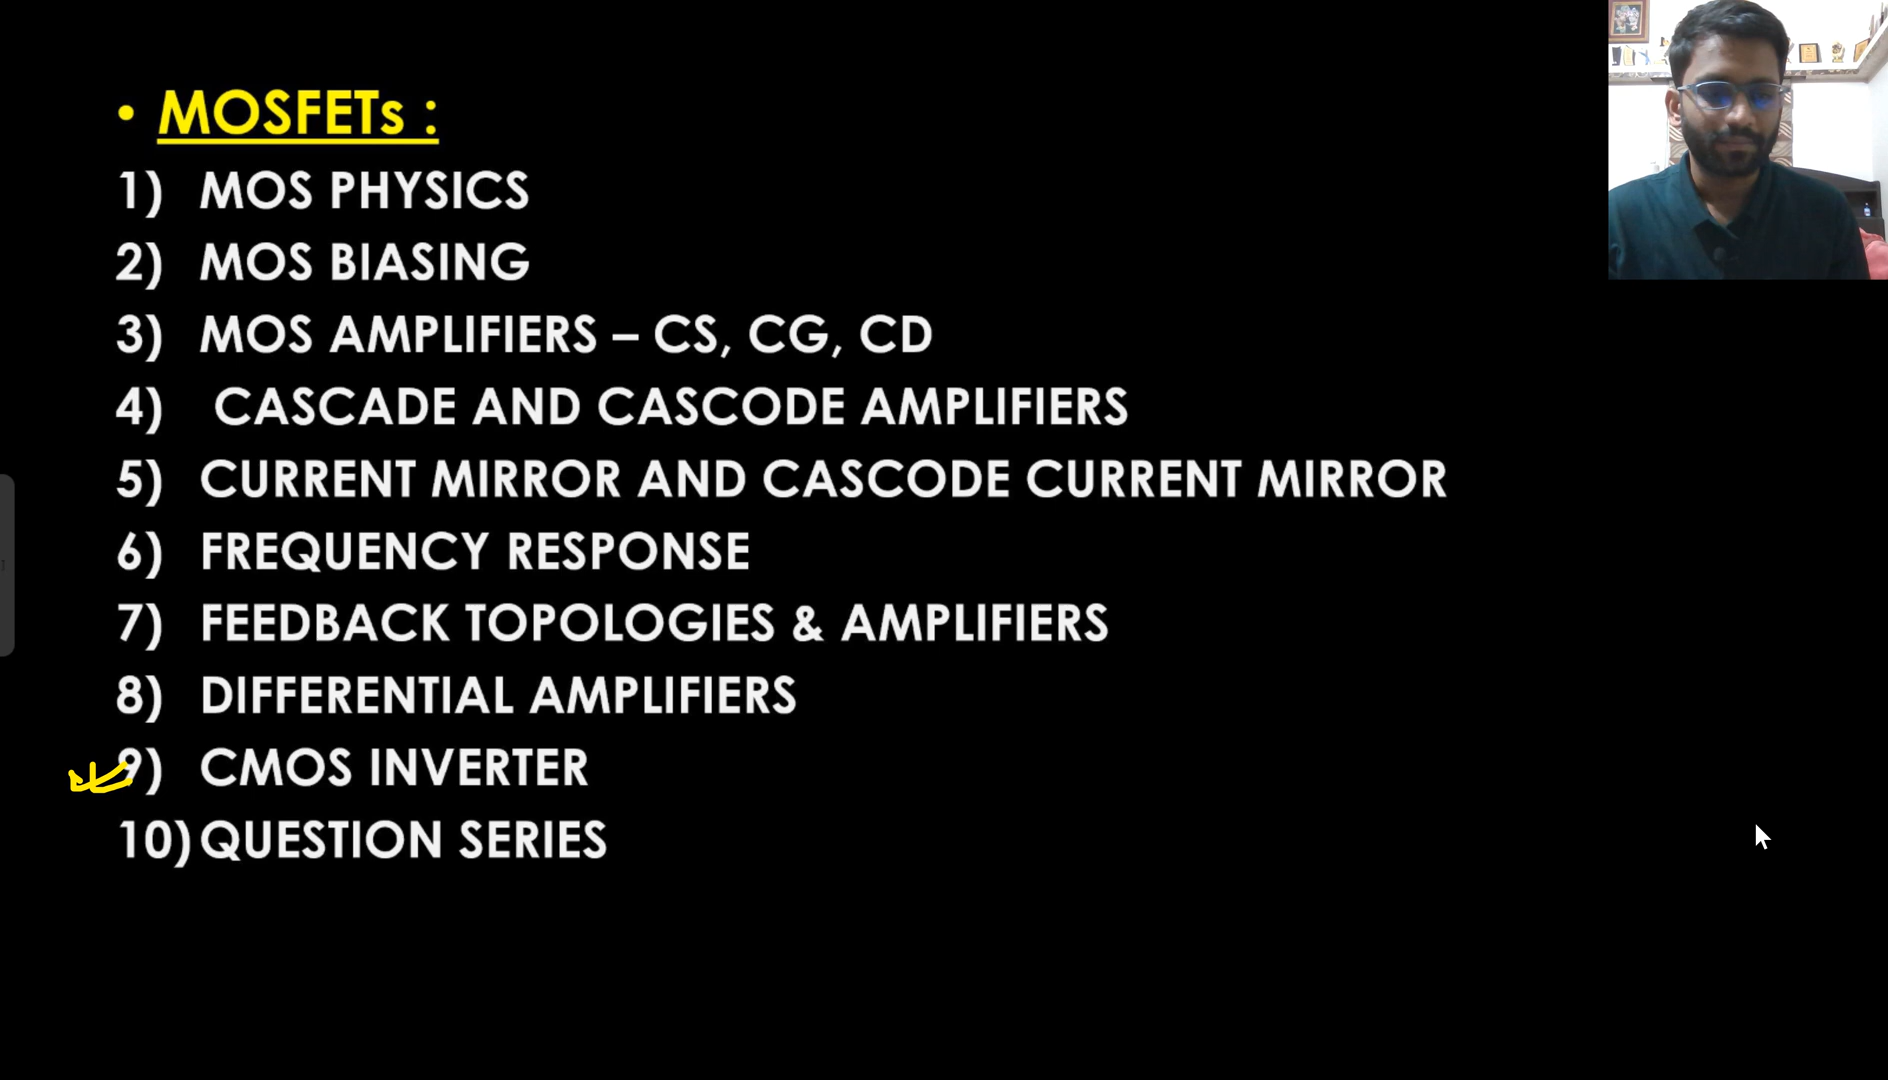 • MOSFETs :
1) MOS PHYSICS
2) MOS BIASING
3) MOS AMPLIFIERS – CS, CG, CD
4) CASCADE AND CASCODE AMPLIFIERS
5) CURRENT MIRROR AND CASCODE CURRENT MIRROR
6) FREQUENCY RESPONSE
7) FEEDBACK TOPOLOGIES & AMPLIFIERS
8) DIFFERENTIAL AMPLIFIERS
9) CMOS INVERTER
10) QUESTION SERIES